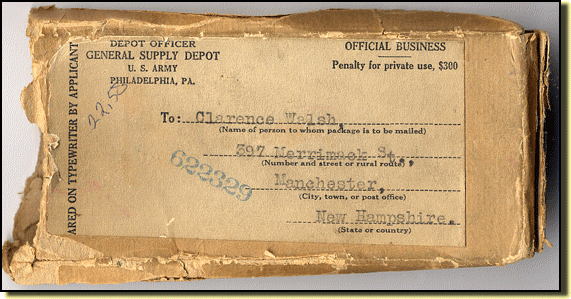 DEPOT OFFICER
GENERAL SUPPLY DEPOT
U. S. ARMY
PHILADELPHIA, PA.
OFFICIAL BUSINESS
Penalty for private use, $300
ARED ON TYPEWRITER BY APPLICANT
To: Clarence Walsh,
(Name of person to whom package is to be mailed)
397 Merrimack St.,
(Number and street or rural route)
622329
Manchester,
(City, town, or post office)
New Hampshire.
(State or country)